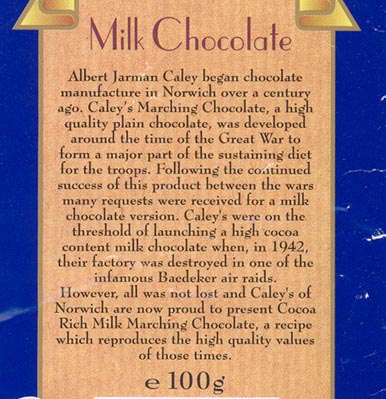 Milk Chocolate
Albert Jarman Caley began chocolate
manufacture in Norwich over a century
ago. Caley's Marching Chocolate, a high
quality plain chocolate, was developed
around the time of the Great War to
form a major part of the sustaining diet
for the troops. Following the continued
success of this product between the wars
many requests were received for a milk
chocolate version. Caley's were on the
threshold of launching a high cocoa
content milk chocolate when, in 1942,
their factory was destroyed in one of the
infamous Baedeker air raids.
However, all was not lost and Caley's of
Norwich are now proud to present Cocoa
Rich Milk Marching Chocolate, a recipe
which reproduces the high quality values
of those times.
℮ 100g